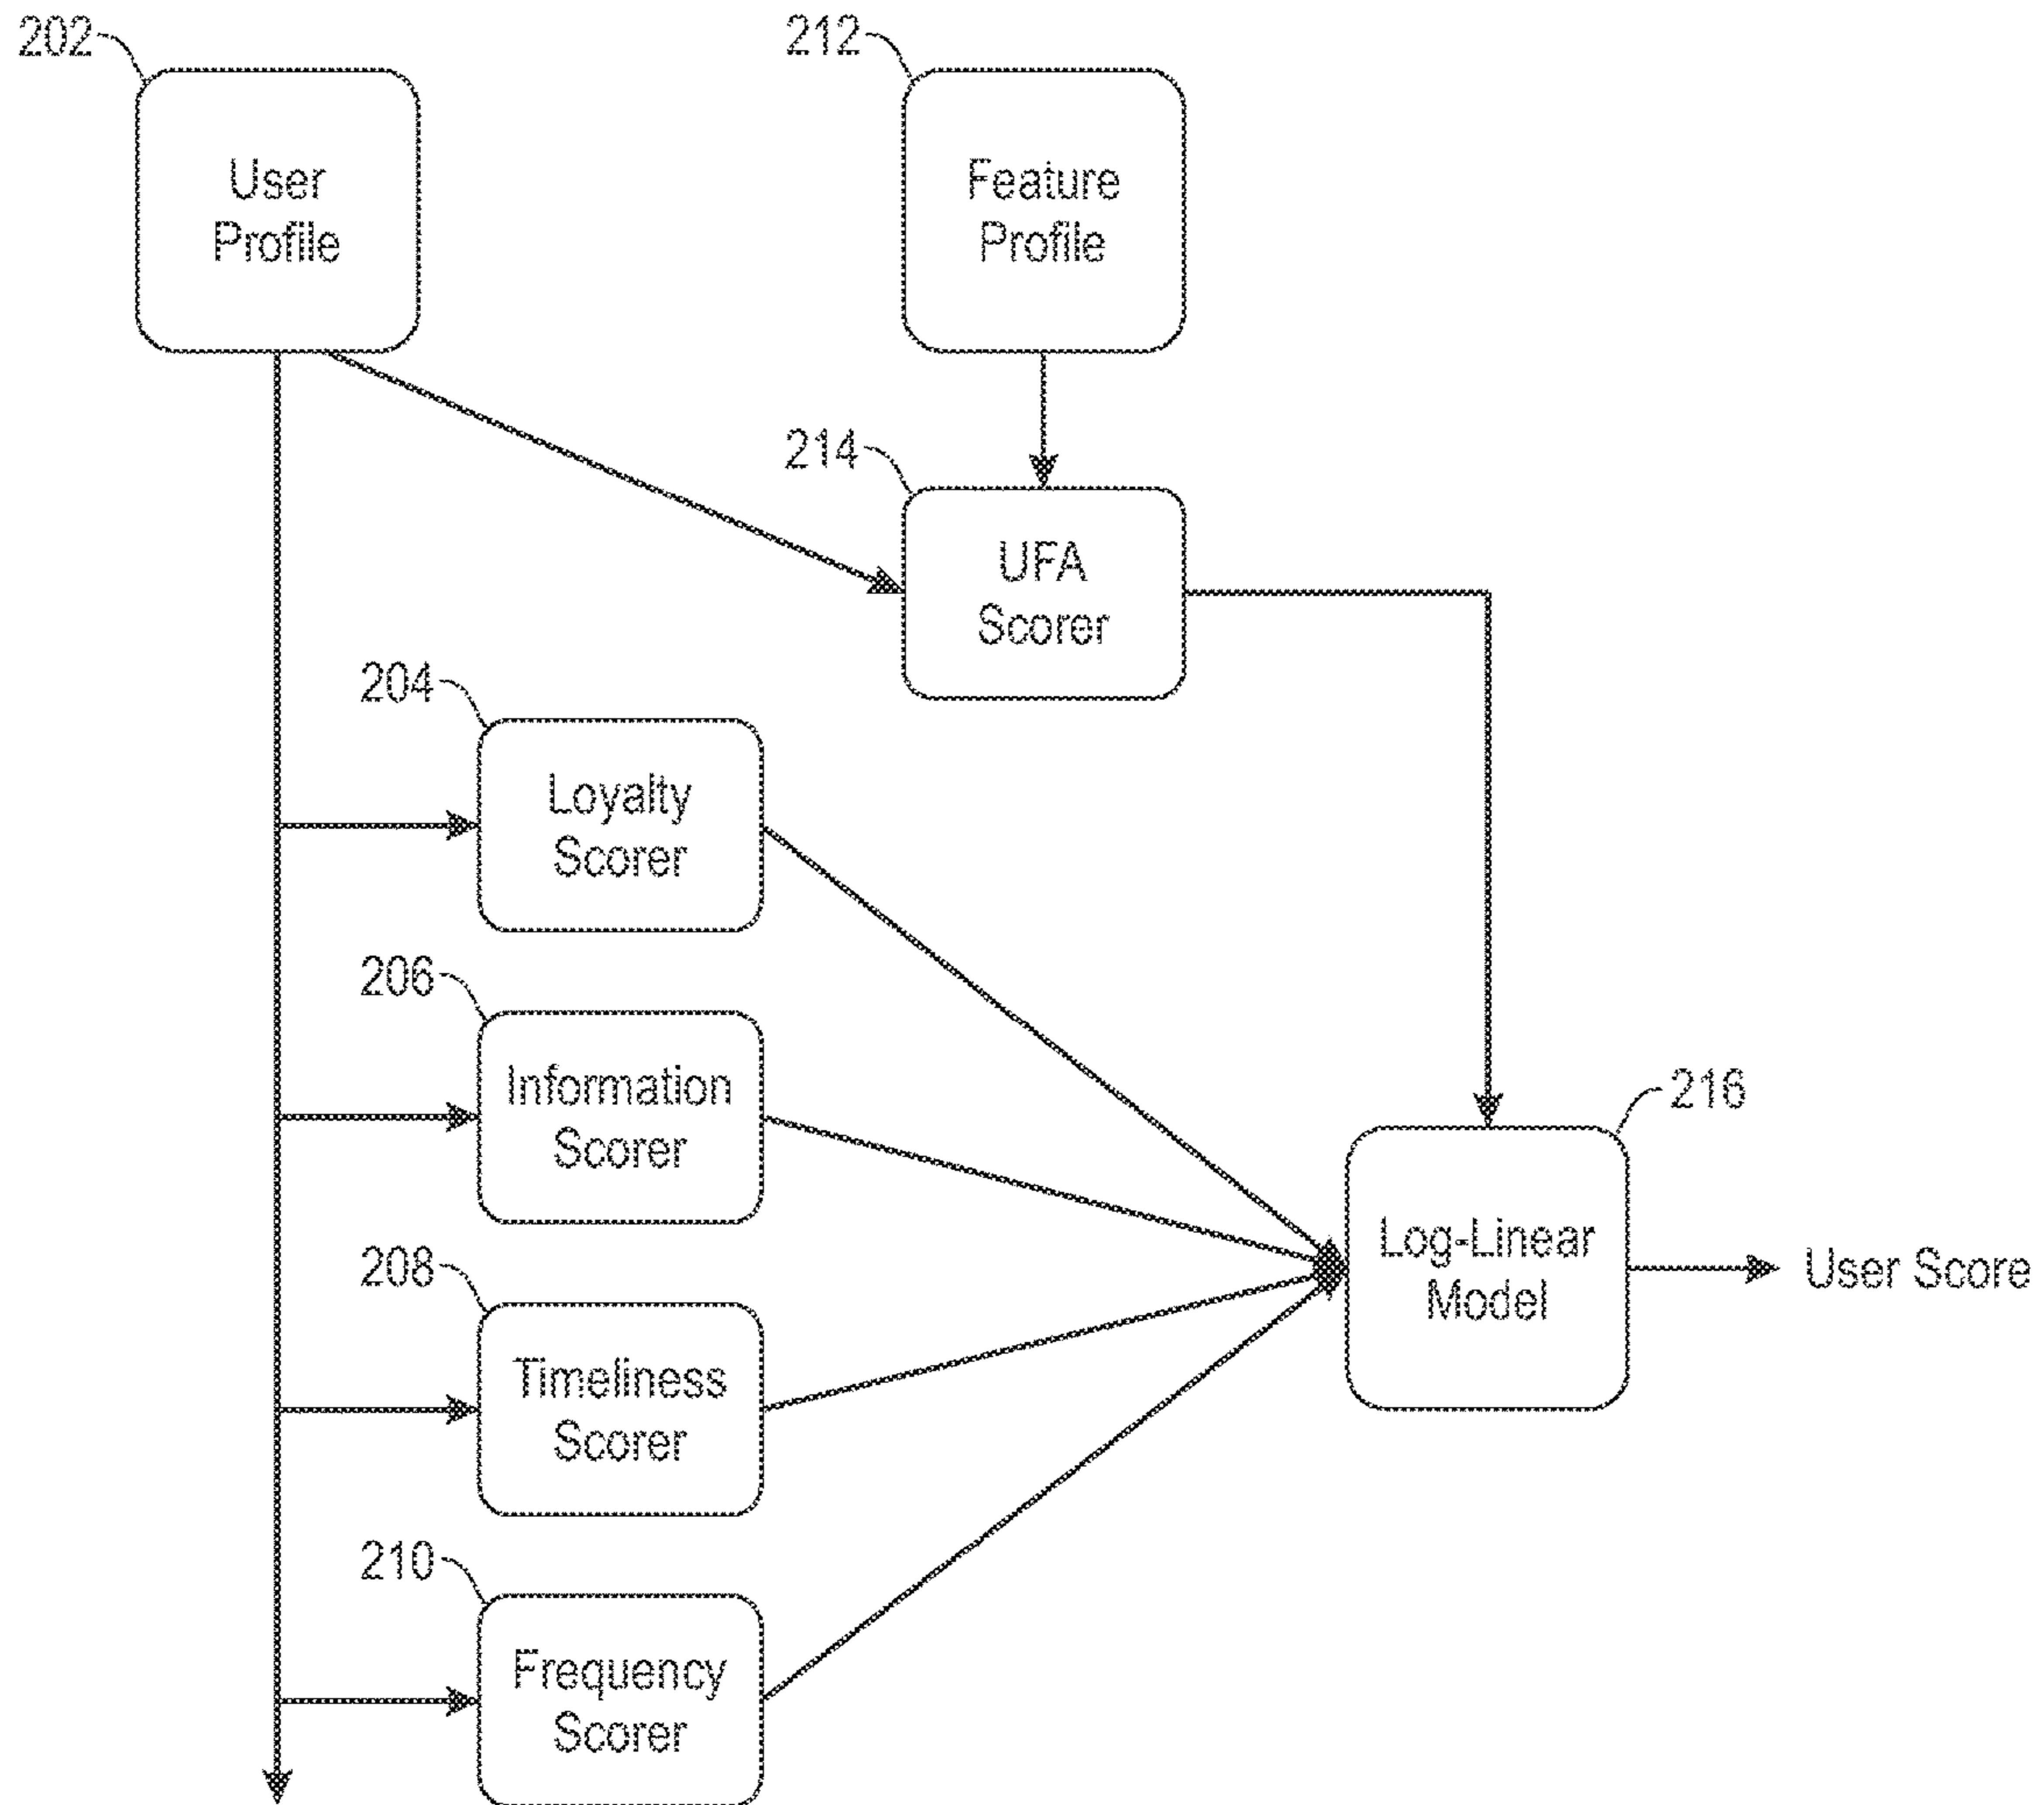 202
212
User
Profile
Feature
Profile
214
UFA
Scorer
204
Loyalty
Scorer
206
Information
Scorer
216
208
Log-Linear
Model
User Score
Timeliness
Scorer
210
Frequency
Scorer